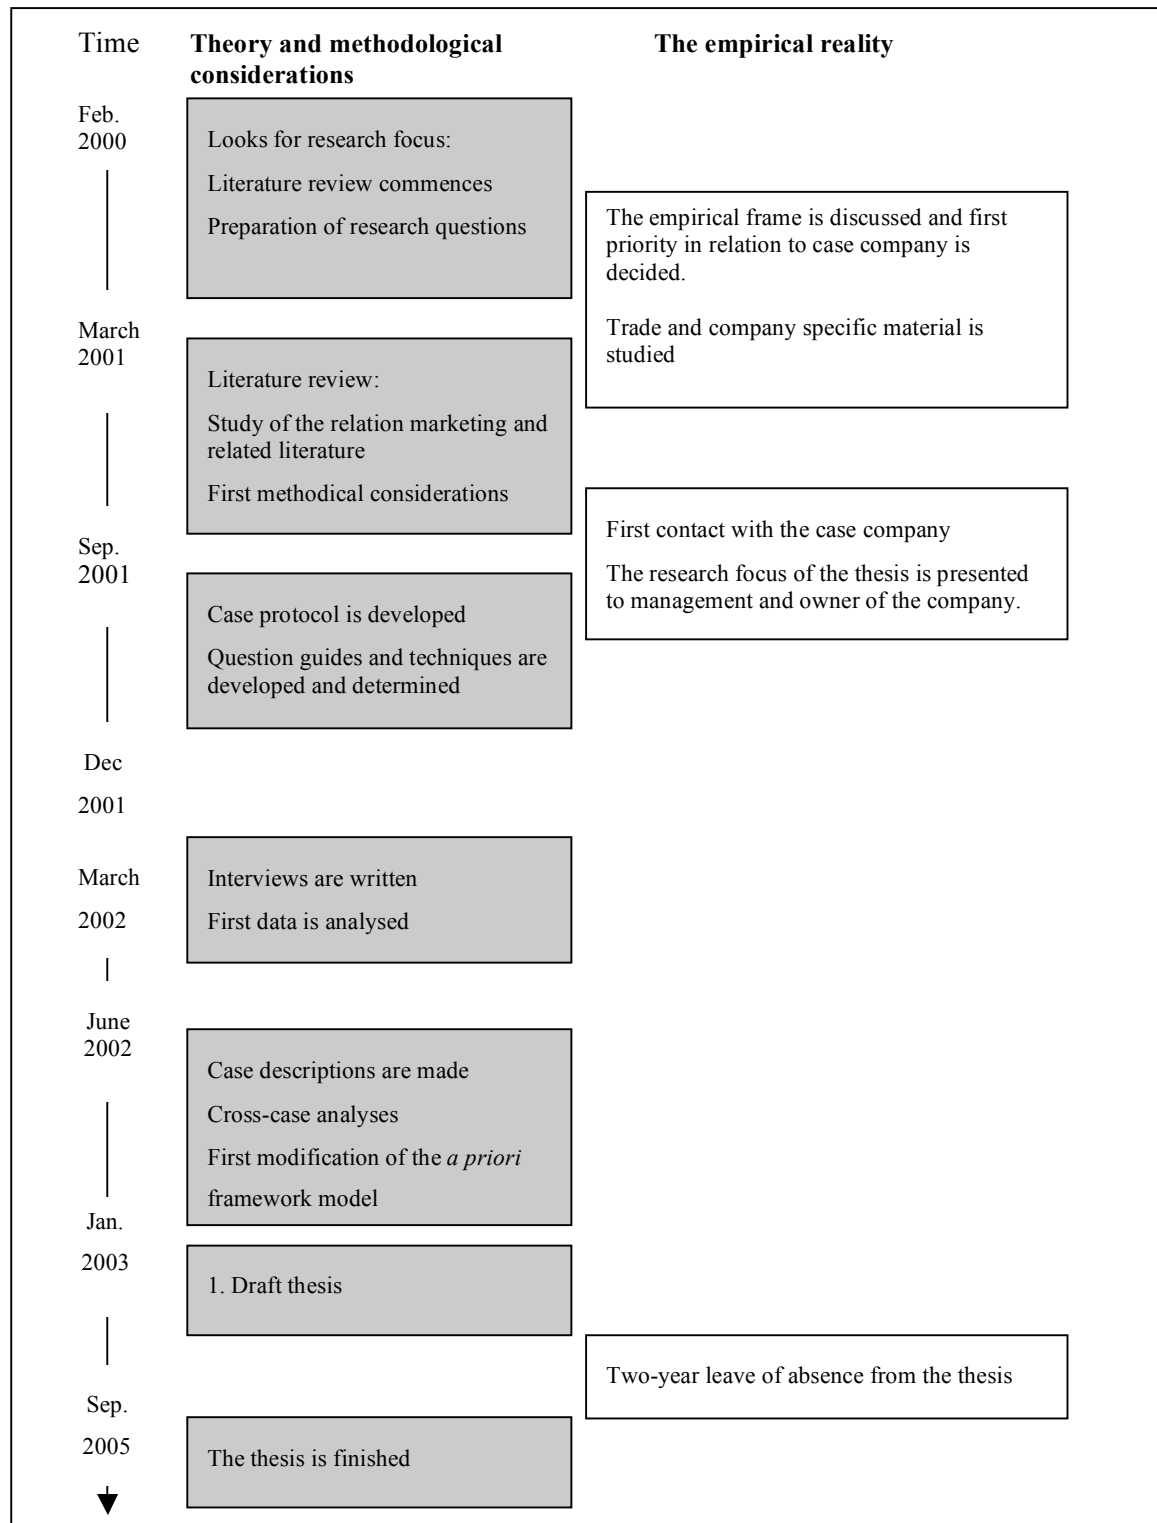 Time
Theory and methodological
considerations
The empirical reality
Feb.
2000
Looks for research focus:
Literature review commences
Preparation of research questions
The empirical frame is discussed and first
priority in relation to case company is
decided.
Trade and company specific material is
studied
March
2001
Literature review:
Study of the relation marketing and
related literature
First methodical considerations
First contact with the case company
The research focus of the thesis is presented
to management and owner of the company.
Sep.
2001
Case protocol is developed
Question guides and techniques are
developed and determined
Dec
2001
March
2002
Interviews are written
First data is analysed
June
2002
Case descriptions are made
Cross-case analyses
First modification of the a priori
framework model
Jan.
2003
1. Draft thesis
Two-year leave of absence from the thesis
Sep.
2005
The thesis is finished